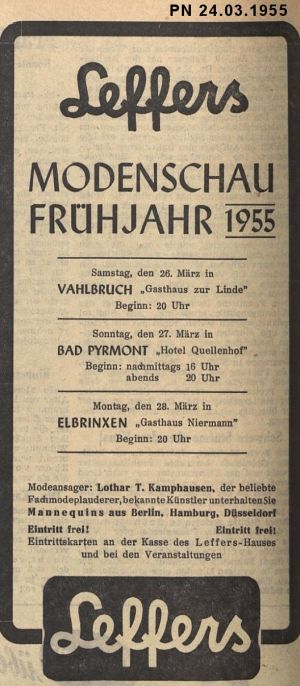 PN 24.03.1955
Leffers
MODENSCHAU
FRÜHJAHR 1955
Samstag, den 26. März in
VAHLBRUCH „Gasthaus zur Linde"
Beginn: 20 Uhr
Sonntag, den 27. März in
BAD PYRMONT „Hotel Quellenhof"
Beginn: nachmittags 16 Uhr
abends 20 Uhr
Montag, den 28. März in
ELBRINXEN „Gasthaus Niermann"
Beginn: 20 Uhr
Modeansager: Lothar T. Kamphausen, der beliebte
Fachmodeplauderer, bekannte Künstler unterhalten Sie
Mannequins aus Berlin, Hamburg, Düsseldorf
Eintritt frei! Eintritt frei!
Eintrittskarten an der Kasse des Leffers-Hauses
und bei den Veranstaltungen
Leffers